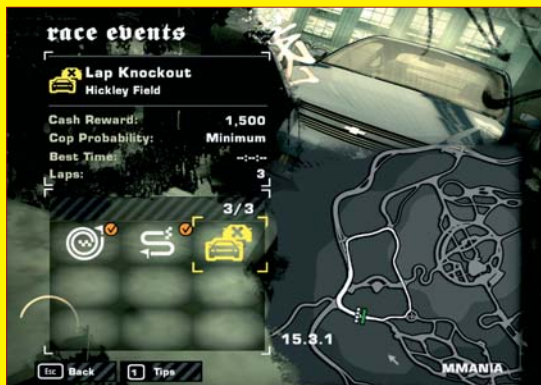 race events
Lap Knockout
Hickley Field
Cash Reward: 1,500
Cop Probability: Minimum
Best Time: --:--:--
Laps: 3
3/3
15.3.1
Esc Back
1 Tips
MMANIA